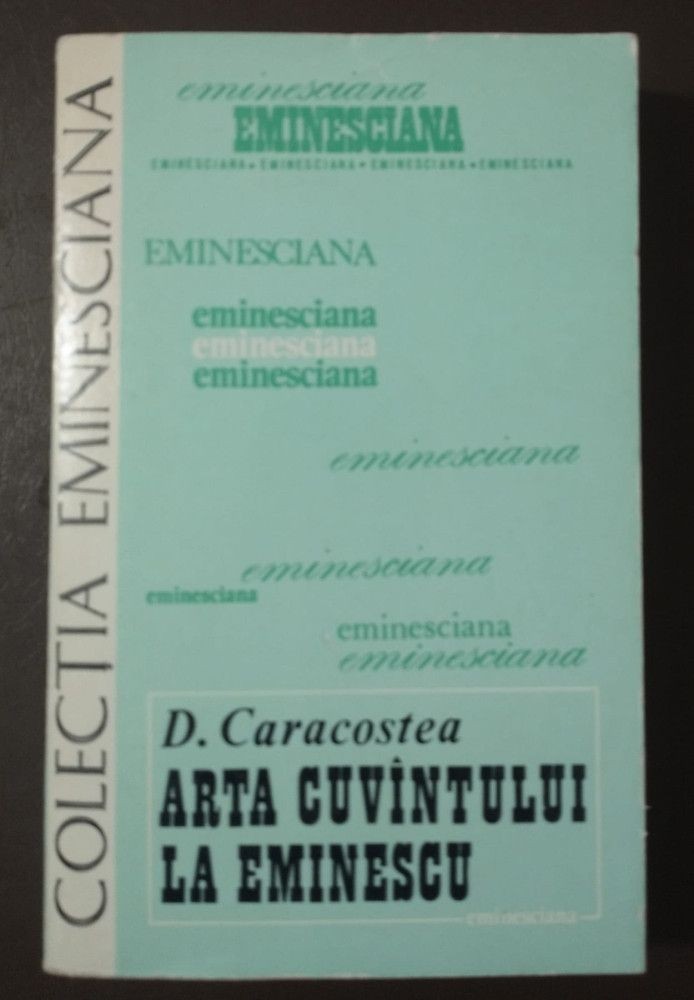 COLECȚIA EMINESCIANA
eminesciana
EMINESCIANA
EMINESCIANA • EMINESCIANA • EMINESCIANA • EMINESCIANA
EMINESCIANA
eminesciana
eminesciana
eminesciana
eminesciana
eminesciana
eminesciana
eminesciana
eminesciana
D. Caracostea
ARTA CUVÎNTULUI
LA EMINESCU
eminesciana